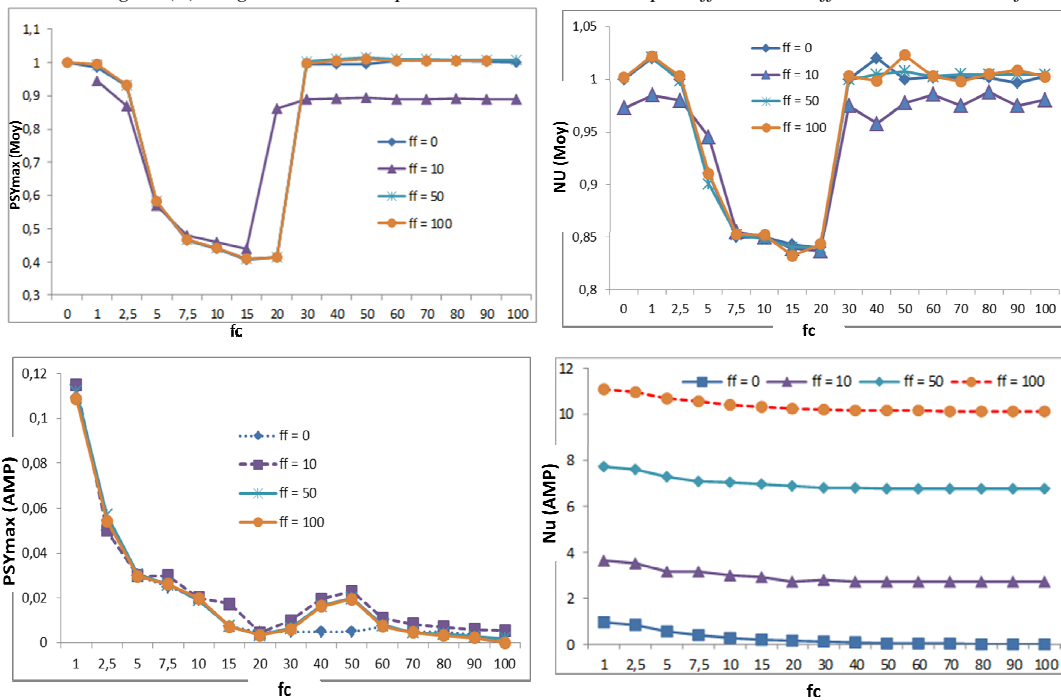 1,1
1
0,9
0,8
0,7
0,6
0,5
0,4
0,3
PSYmax (Moy)
ff = 0
ff = 10
ff = 50
ff = 100
0 1 2,5 5 7,5 10 15 20 30 40 50 60 70 80 90 100
fc
1,05
1
0,95
0,9
0,85
0,8
NU (Moy)
ff = 0
ff = 10
ff = 50
ff = 100
0 1 2,5 5 7,5 10 15 20 30 40 50 60 70 80 90 100
fc
0,12
0,1
0,08
0,06
0,04
0,02
0
PSYmax (AMP)
ff = 0
ff = 10
ff = 50
ff = 100
1 2,5 5 7,5 10 15 20 30 40 50 60 70 80 90 100
fc
12
10
8
6
4
2
0
Nu (AMP)
ff = 0 ff = 10 ff = 50 ff = 100
1 2,5 5 7,5 10 15 20 30 40 50 60 70 80 90 100
fc